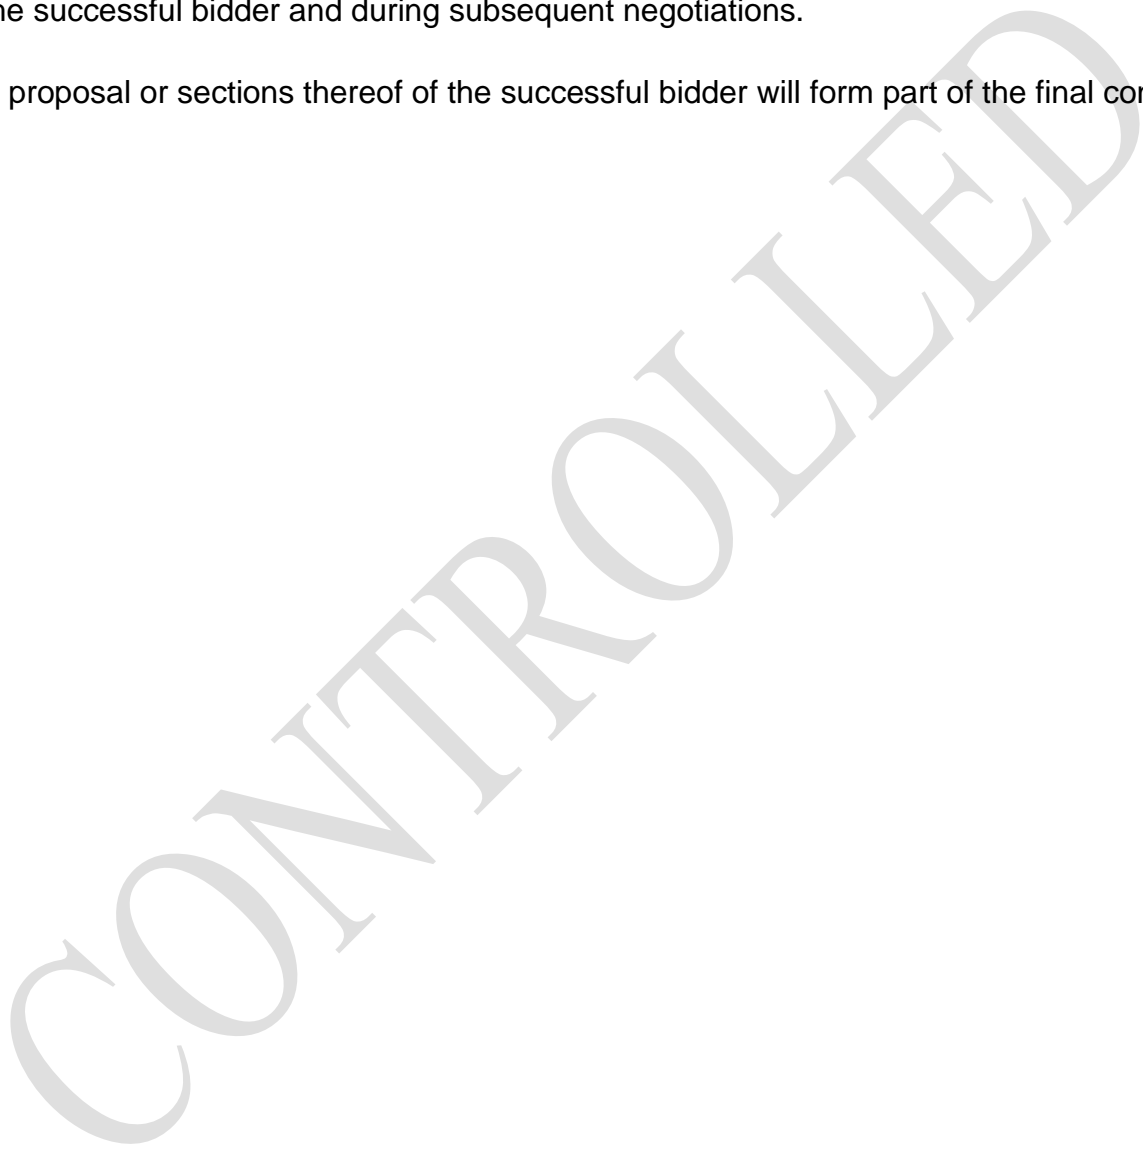 he successful bidder and during subsequent negotiations.
proposal or sections thereof of the successful bidder will form part of the final cor
CONTROLLED